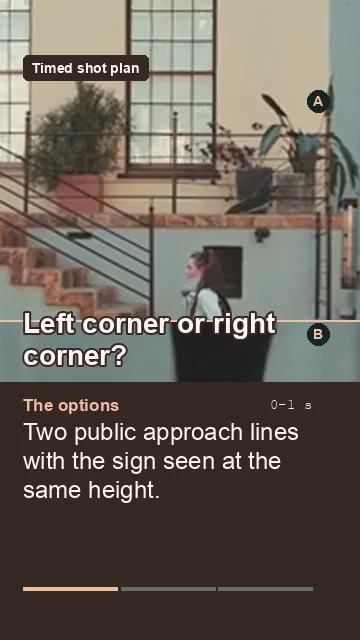 Timed shot plan
A
Left corner or right
corner?
B
The options
0–1 s
Two public approach lines
with the sign seen at the
same height.